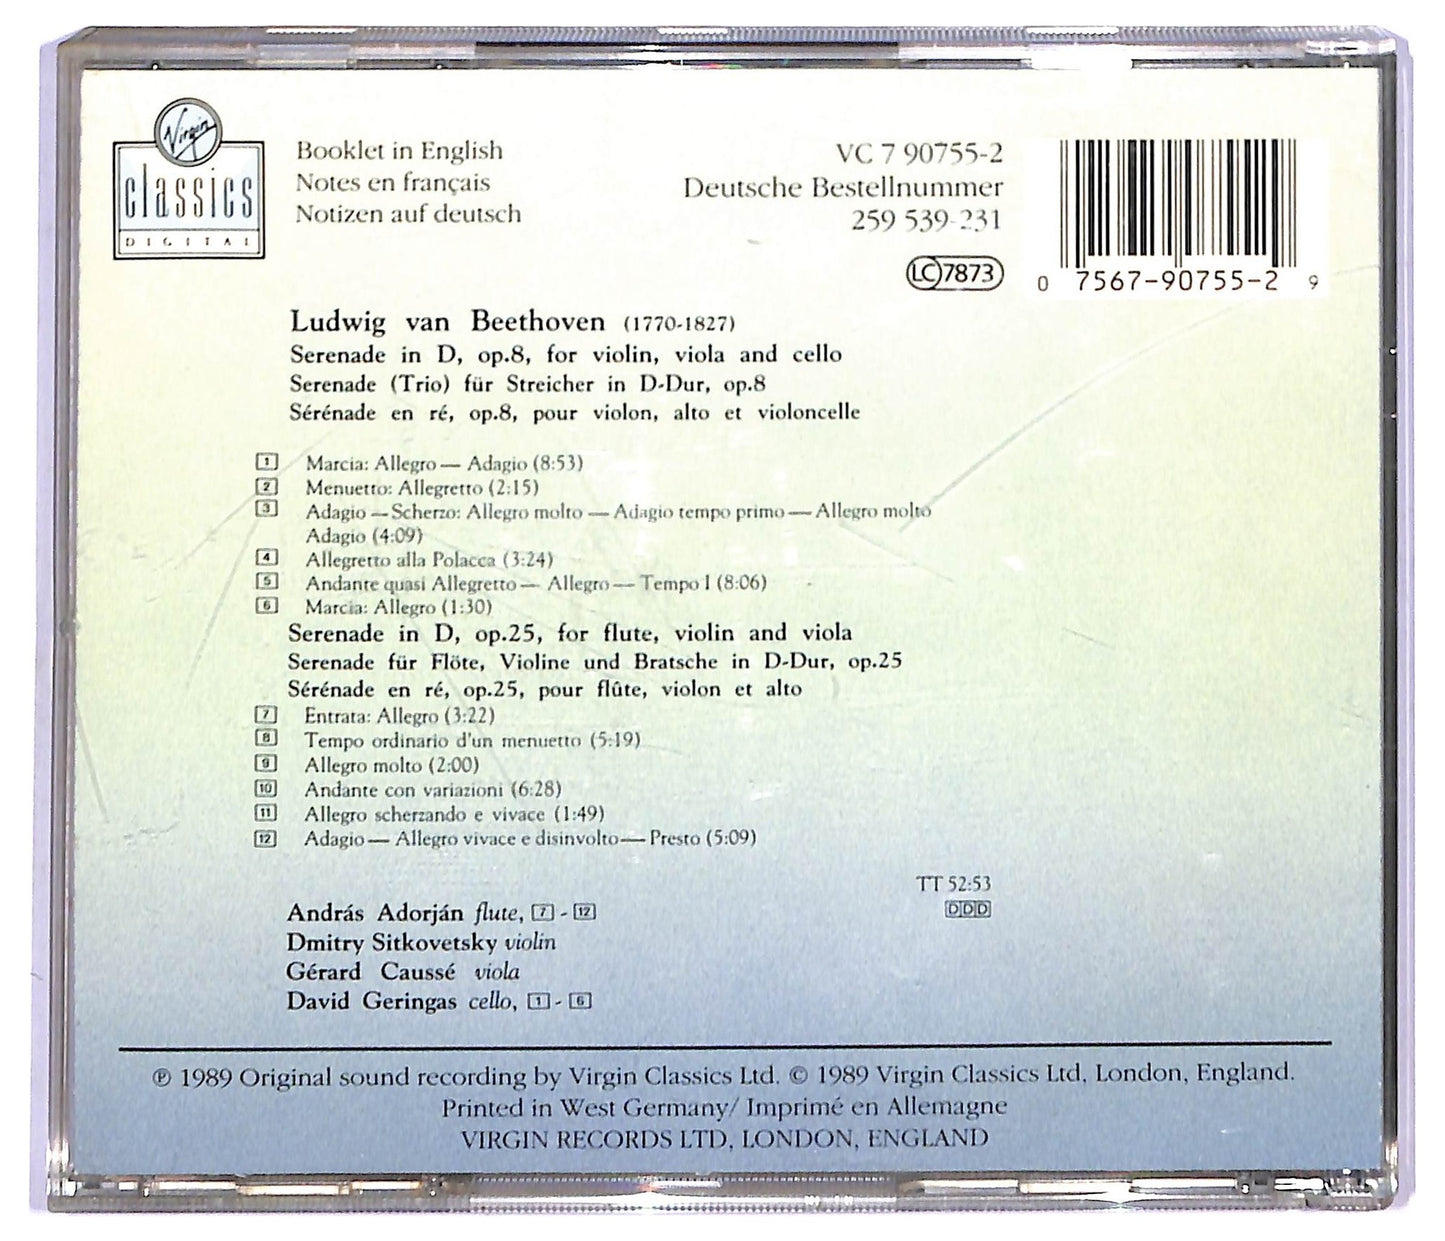 Virgin
classics
DIGITAL
Booklet in English
Notes en français
Notizen auf deutsch
VC 7 90755-2
Deutsche Bestellnummer
259 539-231
LC 7873
0 7567-90755-2 9
Ludwig van Beethoven (1770-1827)
Serenade in D, op.8, for violin, viola and cello
Serenade (Trio) für Streicher in D-Dur, op.8
Sérénade en ré, op.8, pour violon, alto et violoncelle
1 Marcia: Allegro — Adagio (8:53)
2 Menuetto: Allegretto (2:15)
3 Adagio — Scherzo: Allegro molto — Adagio tempo primo — Allegro molto
Adagio (4:09)
4 Allegretto alla Polacca (3:24)
5 Andante quasi Allegretto — Allegro — Tempo I (8:06)
6 Marcia: Allegro (1:30)
Serenade in D, op.25, for flute, violin and viola
Serenade für Flöte, Violine und Bratsche in D-Dur, op.25
Sérénade en ré, op.25, pour flûte, violon et alto
7 Entrata: Allegro (3:22)
8 Tempo ordinario d'un menuetto (5:19)
9 Allegro molto (2:00)
10 Andante con variazioni (6:28)
11 Allegro scherzando e vivace (1:49)
12 Adagio — Allegro vivace e disinvolto — Presto (5:09)
TT 52:53
DDD
András Adorján flute, 7 - 12
Dmitry Sitkovetsky violin
Gérard Caussé viola
David Geringas cello, 1 - 6
℗ 1989 Original sound recording by Virgin Classics Ltd. © 1989 Virgin Classics Ltd, London, England.
Printed in West Germany/ Imprimé en Allemagne
VIRGIN RECORDS LTD, LONDON, ENGLAND